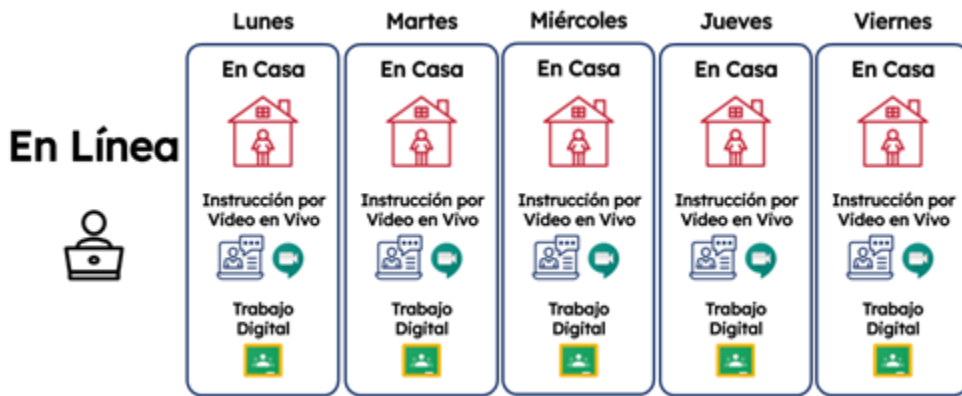 Lunes
Martes
Miércoles
Jueves
Viernes
En Línea
En Casa
Instrucción por
Video en Vivo
Trabajo
Digital
En Casa
Instrucción por
Video en Vivo
Trabajo
Digital
En Casa
Instrucción por
Video en Vivo
Trabajo
Digital
En Casa
Instrucción por
Video en Vivo
Trabajo
Digital
En Casa
Instrucción por
Video en Vivo
Trabajo
Digital